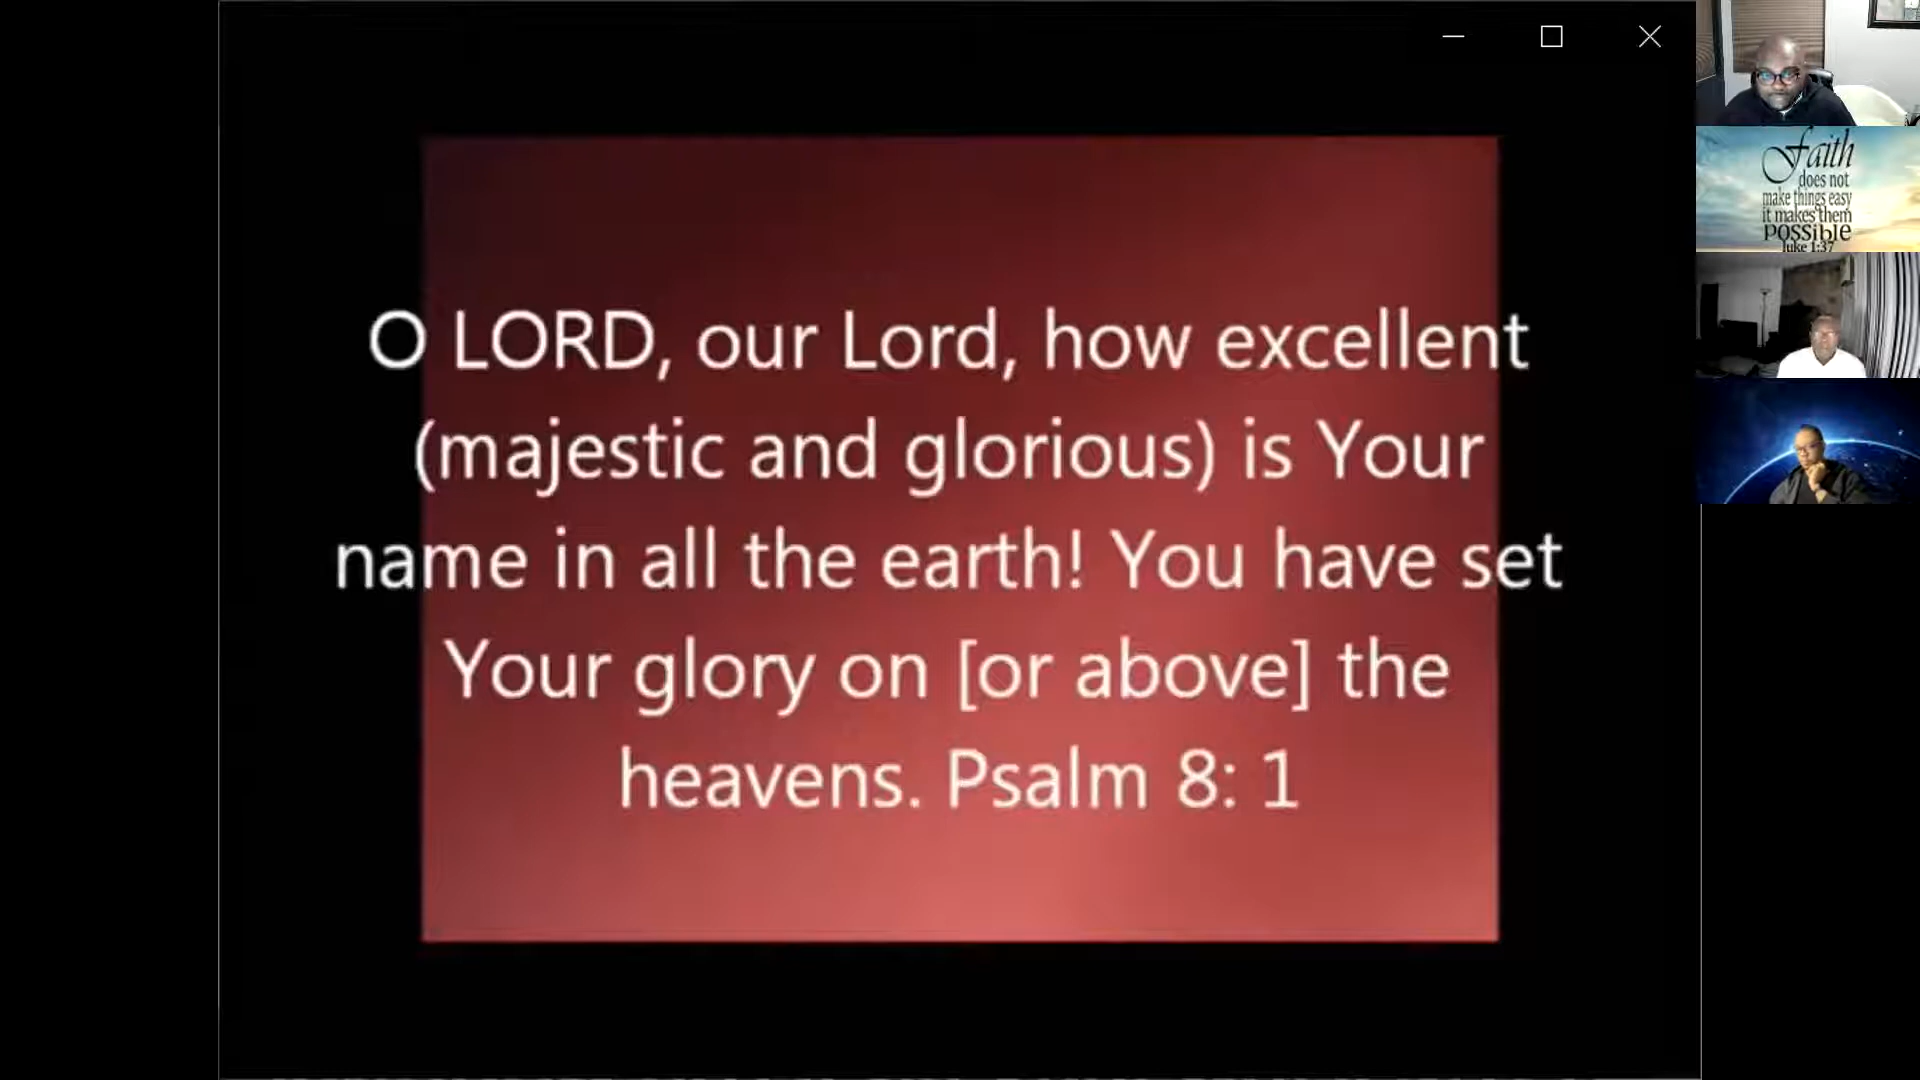 O LORD, our Lord, how excellent
(majestic and glorious) is Your
name in all the earth! You have set
Your glory on [or above] the
heavens. Psalm 8: 1
Faith
does not
make things easy
it makes them
POSSIBLE
luke 1:37